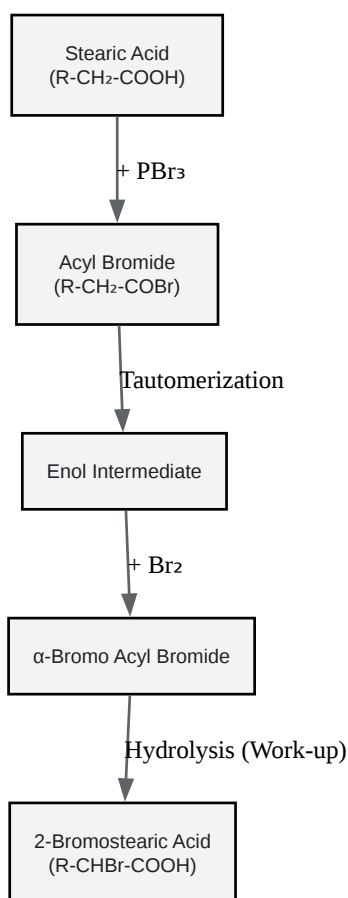 Stearic Acid
(R-CH₂-COOH)
+ PBr₃
Acyl Bromide
(R-CH₂-COBr)
Tautomerization
Enol Intermediate
+ Br₂
α-Bromo Acyl Bromide
Hydrolysis (Work-up)
2-Bromostearic Acid
(R-CHBr-COOH)